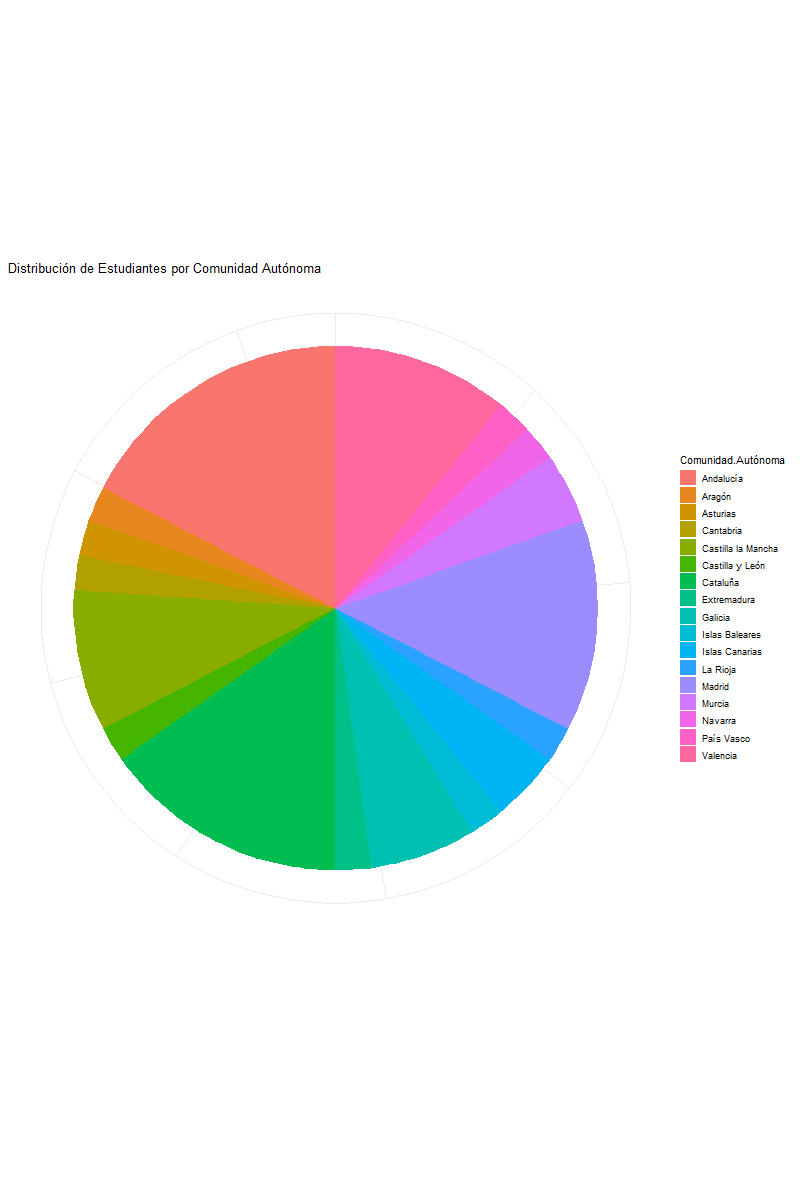 Distribución de Estudiantes por Comunidad Autónoma
Comunidad.Autónoma
Andalucía
Aragón
Asturias
Cantabria
Castilla la Mancha
Castilla y León
Cataluña
Extremadura
Galicia
Islas Baleares
Islas Canarias
La Rioja
Madrid
Murcia
Navarra
País Vasco
Valencia